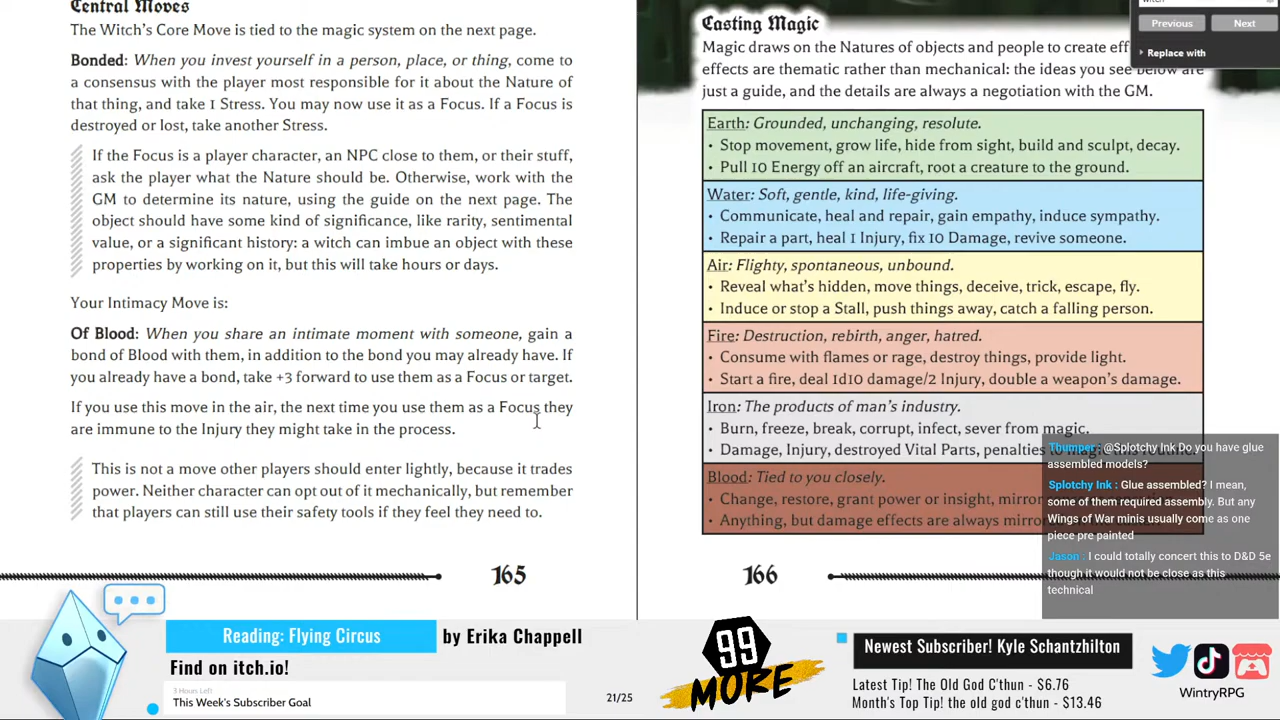 Central Moves
The Witch's Core Move is tied to the magic system on the next page.
Bonded: When you invest yourself in a person, place, or thing, come to
a consensus with the player most responsible for it about the Nature of
that thing, and take 1 Stress. You may now use it as a Focus. If a Focus is
destroyed or lost, take another Stress.
If the Focus is a player character, an NPC close to them, or their stuff,
ask the player what the Nature should be. Otherwise, work with the
GM to determine its nature, using the guide on the next page. The
object should have some kind of significance, like rarity, sentimental
value, or a significant history: a witch can imbue an object with these
properties by working on it, but this will take hours or days.
Your Intimacy Move is:
Of Blood: When you share an intimate moment with someone, gain a
bond of Blood with them, in addition to the bond you may already have. If
you already have a bond, take +3 forward to use them as a Focus or target.
If you use this move in the air, the next time you use them as a Focus they
are immune to the Injury they might take in the process.
This is not a move other players should enter lightly, because it trades
power. Neither character can opt out of it mechanically, but remember
that players can still use their safety tools if they feel they need to.
165
Casting Magic
Magic draws on the Natures of objects and people to create
effects are thematic rather than mechanical: the ideas you see below are
just a guide, and the details are always a negotiation with the GM.
Earth: Grounded, unchanging, resolute.
• Stop movement, grow life, hide from sight, build and sculpt, decay.
• Pull 10 Energy off an aircraft, root a creature to the ground.
Water: Soft, gentle, kind, life-giving.
• Communicate, heal and repair, gain empathy, induce sympathy.
• Repair a part, heal 1 Injury, fix 10 Damage, revive someone.
Air: Flighty, spontaneous, unbound.
• Reveal what's hidden, move things, deceive, trick, escape, fly.
• Induce or stop a Stall, push things away, catch a falling person.
Fire: Destruction, rebirth, anger, hatred.
• Consume with flames or rage, destroy things, provide light.
• Start a fire, deal 1d10 damage/2 Injury, double a weapon's damage.
Iron: The products of man's industry.
• Burn, freeze, break, corrupt, infect, sever from magic.
• Damage, Injury, destroyed Vital Parts, penalties
Blood: Tied to you closely.
• Change, restore, grant power or insight, mirror
• Anything, but damage effects are always
166
Previous
Next
Replace with
Thumper : @Splotchy Ink Do you have glue
assembled models?
Splotchy Ink : Glue assembled? I mean,
some of them required assembly. But any
Wings of War minis usually come as one
piece pre painted
Jason : I could totally concert this to D&D 5e
though it would not be close as this
technical
Reading: Flying Circus
by Erika Chappell
Find on itch.io!
3 Hours Left
This Week's Subscriber Goal
21/25
99
MORE
Newest Subscriber! Kyle Schantzhilton
Latest Tip! The Old God C'thun - $6.76
Month's Top Tip! the old god c'thun - $13.46
WintryRPG